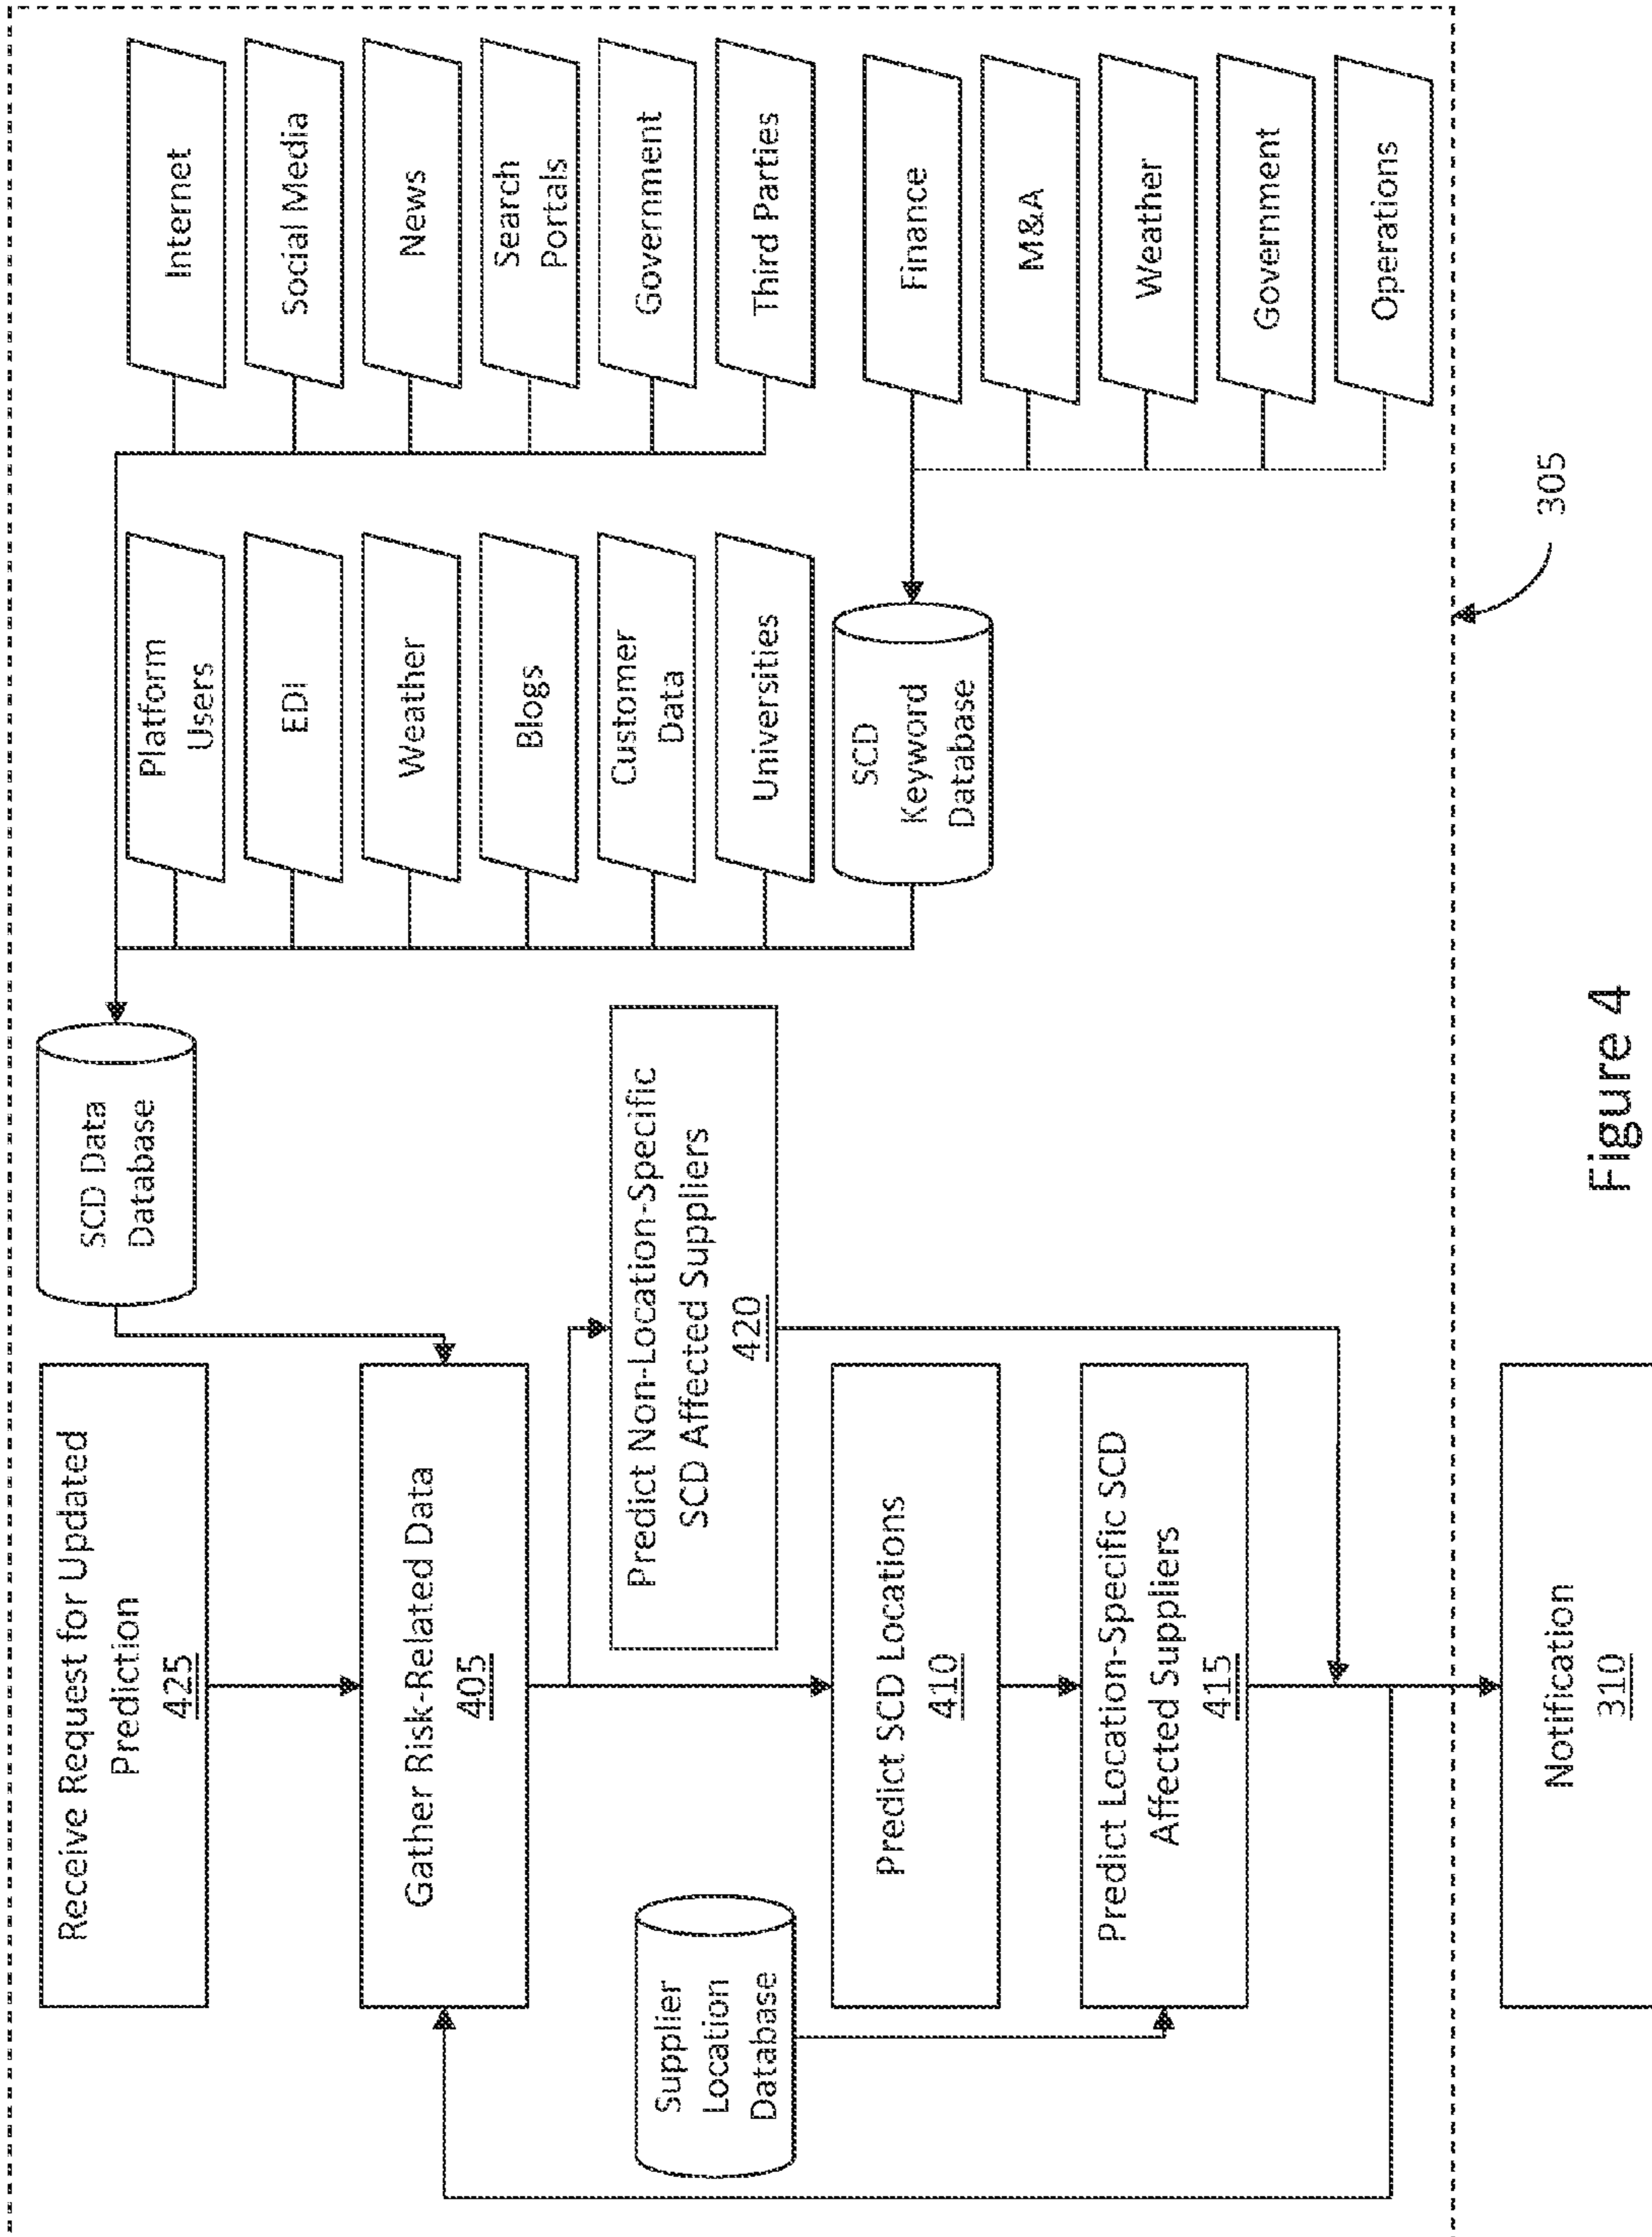 Receive Request for Updated
Prediction
425
Gather Risk-Related Data
405
Supplier
Location
Database
Predict SCD Locations
410
Predict Location-Specific SCD
Affected Suppliers
415
Notification
310
SCD Data
Database
Predict Non-Location-Specific
SCD Affected Suppliers
420
Platform
Users
EDI
Weather
Blogs
Customer
Data
Universities
SCD
Keyword
Database
Internet
Social Media
News
Search
Portals
Government
Third Parties
Finance
M&A
Weather
Government
Operations
305
Figure 4